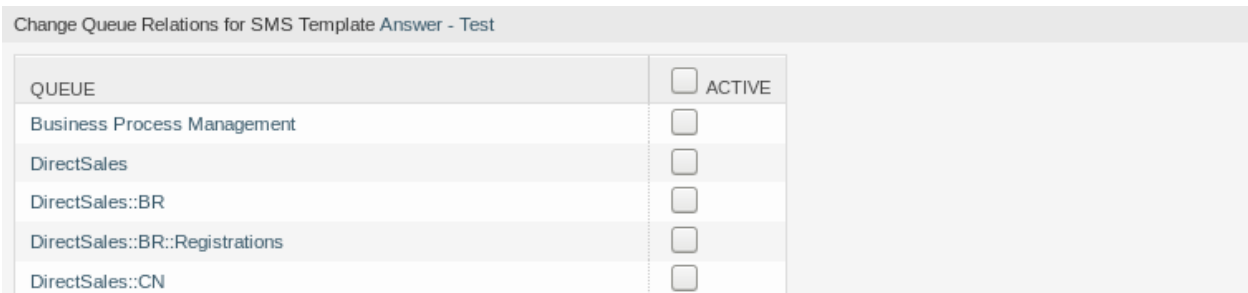 Change Queue Relations for SMS Template Answer - Test
QUEUE ACTIVE
Business Process Management
DirectSales
DirectSales::BR
DirectSales::BR::Registrations
DirectSales::CN